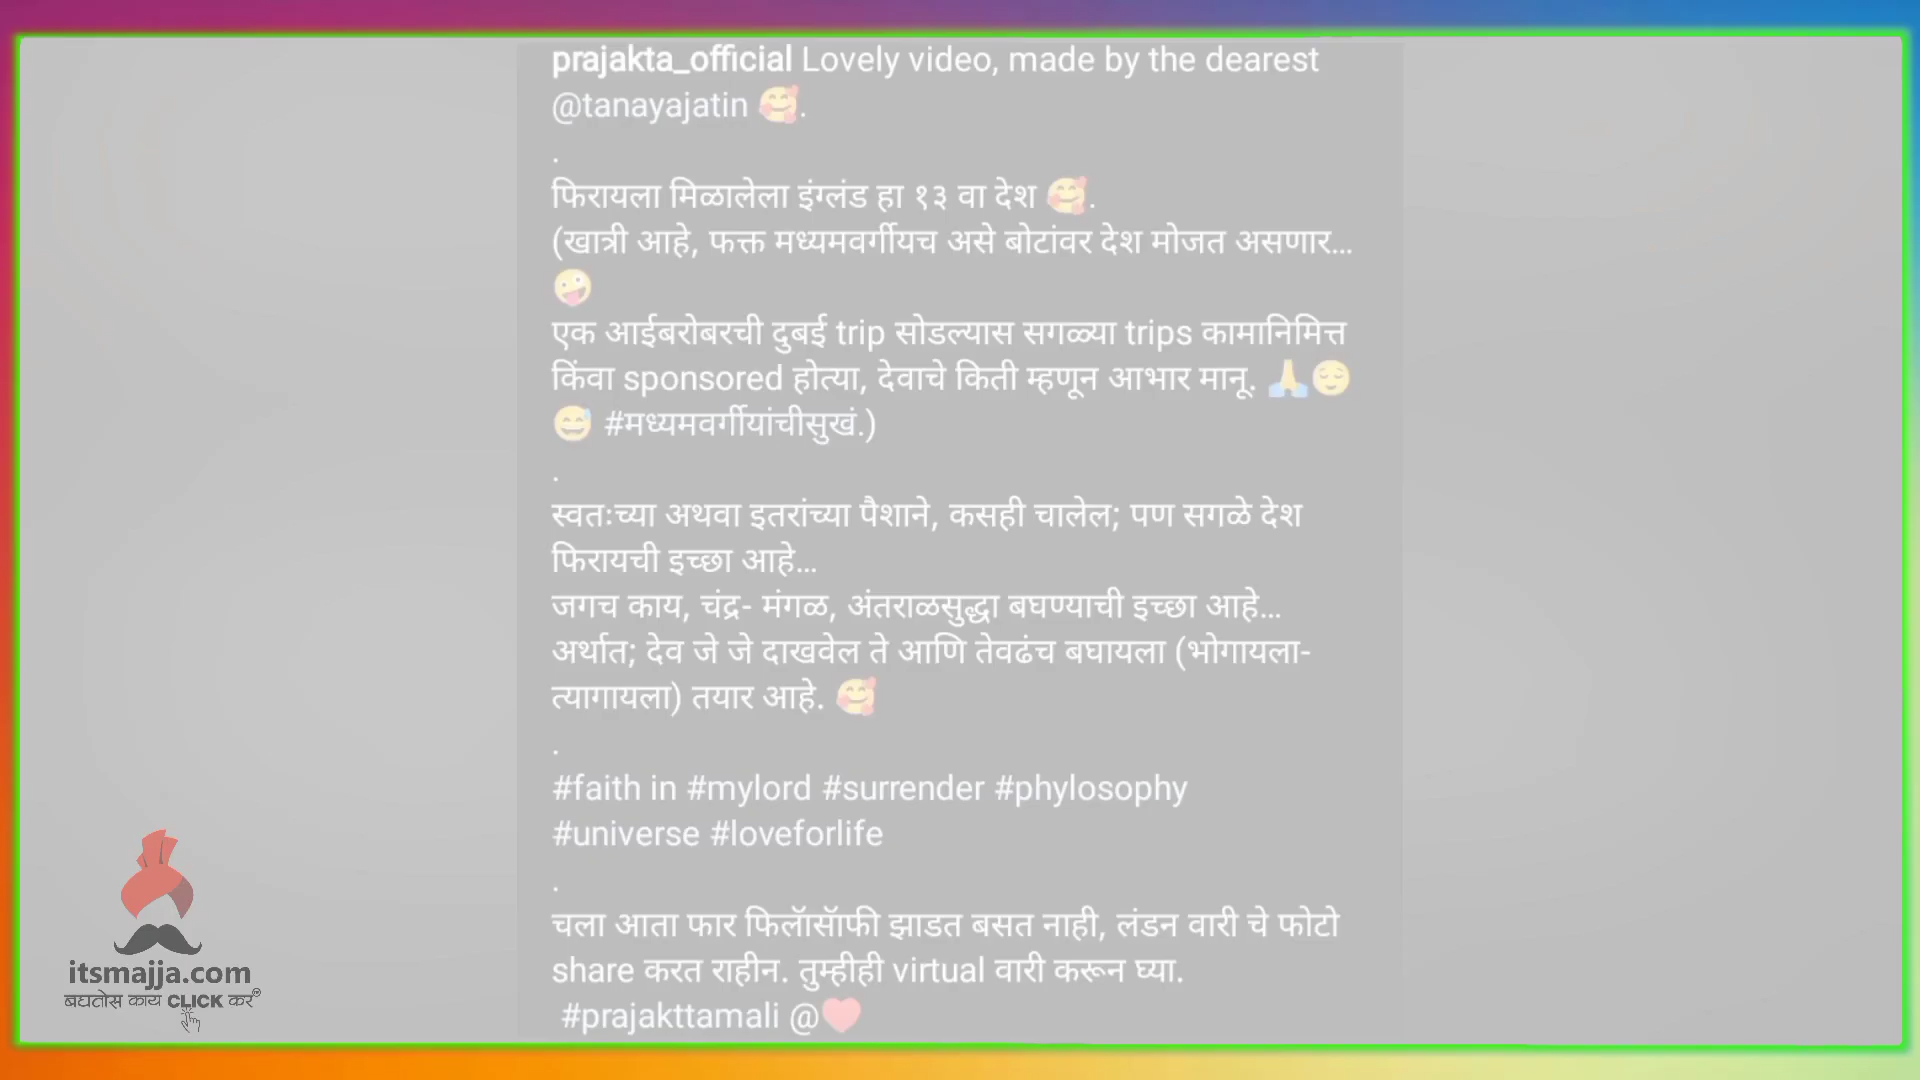 prajakta_official Lovely video, made by the dearest
@tanayajatin 🥰.
.
फिरायला मिळालेला इंग्लंड हा १३ वा देश 🥰.
(खात्री आहे, फक्त मध्यमवर्गीयच असे बोटांवर देश मोजत असणार...
🤪
एक आईबरोबरची दुबई trip सोडल्यास सगळ्या trips कामानिमित्त
किंवा sponsored होत्या, देवाचे किती म्हणून आभार मानू. 🙏😌
😅 #मध्यमवर्गीयांचीसुखं.)
.
स्वतःच्या अथवा इतरांच्या पैशाने, कसही चालेल; पण सगळे देश
फिरायची इच्छा आहे...
जगच काय, चंद्र- मंगळ, अंतराळसुद्धा बघण्याची इच्छा आहे...
अर्थात; देव जे जे दाखवेल ते आणि तेवढंच बघायला (भोगायला-
त्यागायला) तयार आहे. 🥰
.
#faith in #mylord #surrender #phylosophy
#universe #loveforlife
.
चला आता फार फिलॉसॉफी झाडत बसत नाही, लंडन वारी चे फोटो
share करत राहीन. तुम्हीही virtual वारी करून घ्या.
#prajakttamali @❤️
itsmajja.com
बघतोस काय CLICK कर